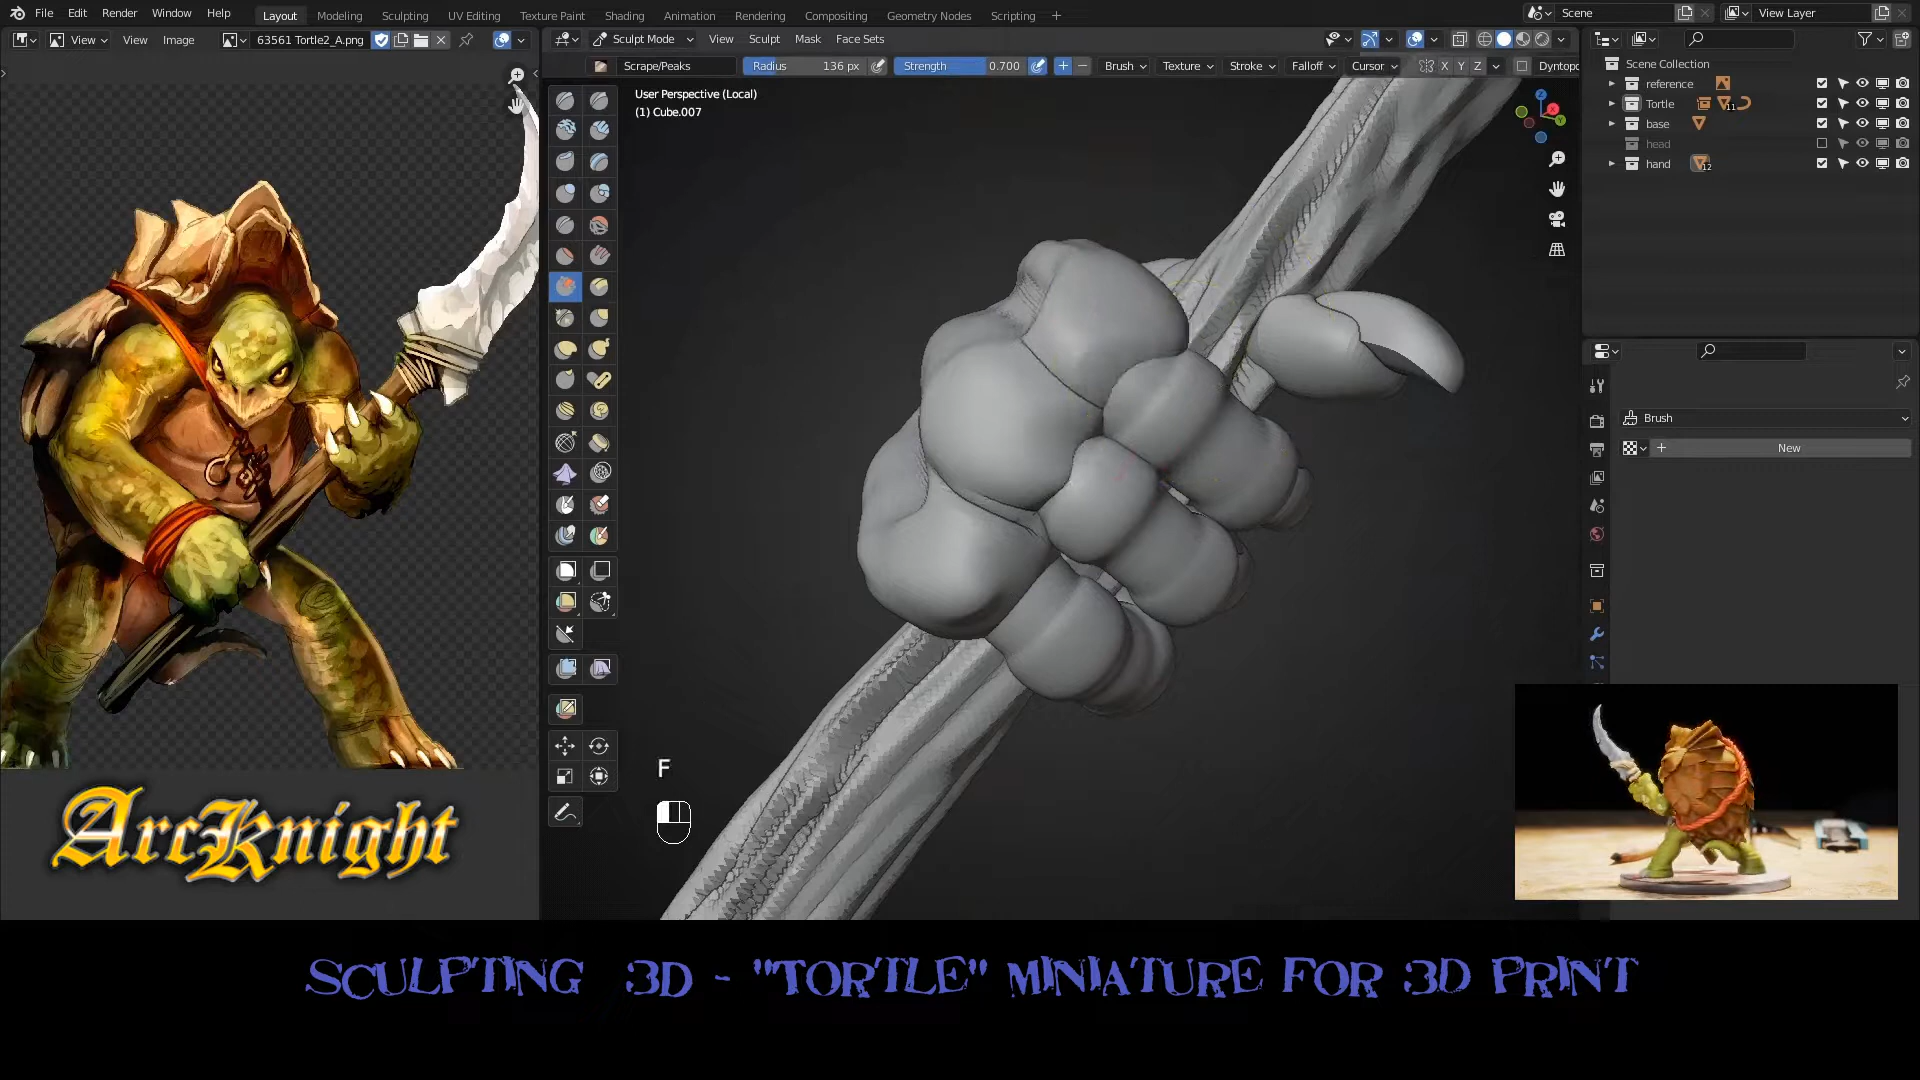 File Edit Render Window Help Layout Modeling Sculpting UV Editing Texture Paint Shading Animation Rendering Compositing Geometry Nodes Scripting + Scene View Layer
View View Image 63561 Tortle2_A.png Sculpt Mode View Sculpt Mask Face Sets
Scrape/Peaks Radius 136 px Strength 0.700 Brush Texture Stroke Falloff Cursor X Y Z Dyntopo
User Perspective (Local)
(1) Cube.007
Scene Collection
reference
Tortle 11
base
head
hand 12
Brush
New
F
ArcKnight
SCULPTING 3D - "TORTLE" MINIATURE FOR 3D PRINT